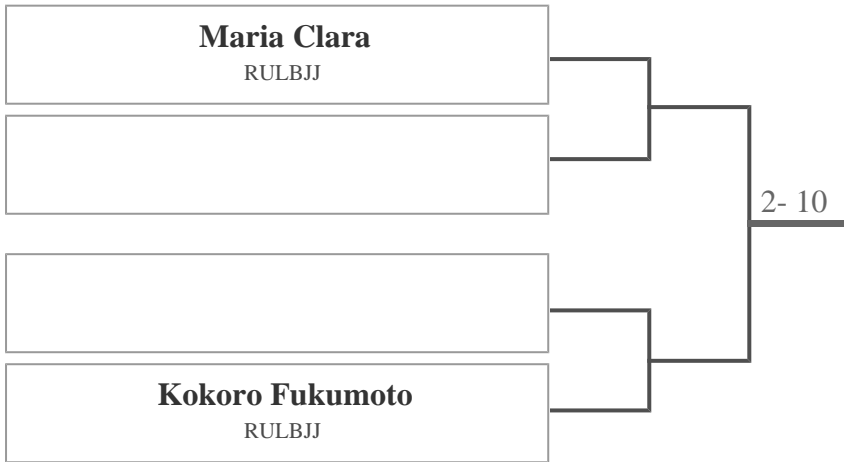 Maria Clara
RULBJJ
2- 10
Kokoro Fukumoto
RULBJJ